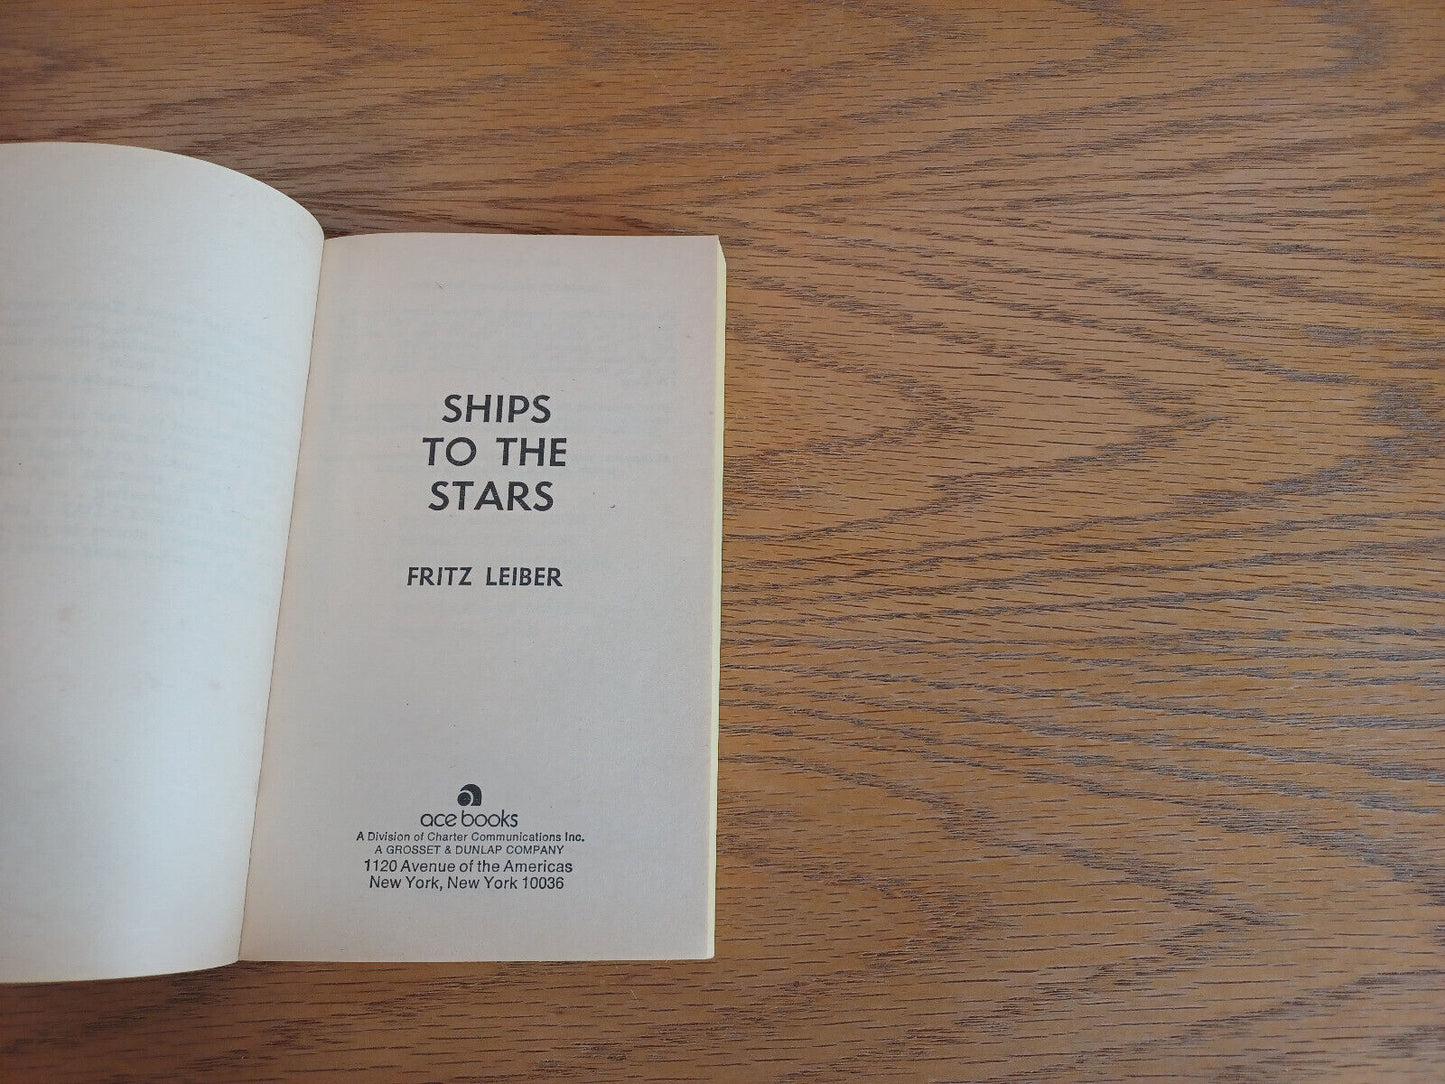 SHIPS
TO THE
STARS
FRITZ LEIBER
ace books
A Division of Charter Communications Inc.
A GROSSET & DUNLAP COMPANY
1120 Avenue of the Americas
New York, New York 10036